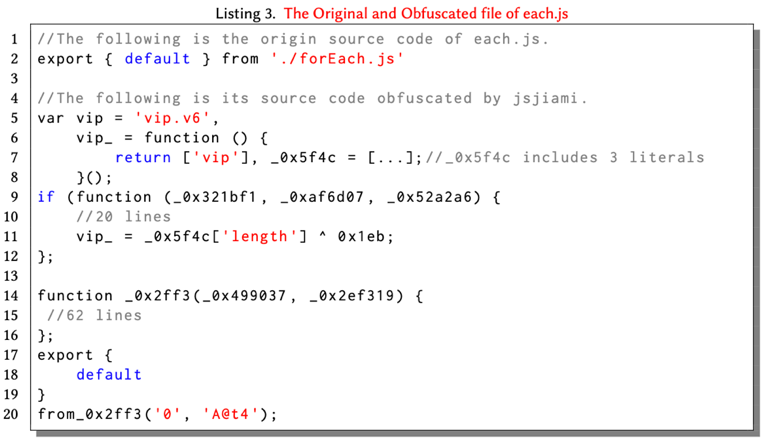 Listing 3. The Original and Obfuscated file of each.js
1 //The following is the origin source code of each.js.
2 export { default } from './forEach.js'
3
4 //The following is its source code obfuscated by jsjiami.
5 var vip = 'vip.v6',
6     vip_ = function () {
7         return ['vip'], _0x5f4c = [...];//_0x5f4c includes 3 literals
8     }();
9 if (function (_0x321bf1, _0xaf6d07, _0x52a2a6) {
10     //20 lines
11     vip_ = _0x5f4c['length'] ^ 0x1eb;
12 };
13
14 function _0x2ff3(_0x499037, _0x2ef319) {
15  //62 lines
16 };
17 export {
18     default
19 }
20 from_0x2ff3('0', 'A@t4');